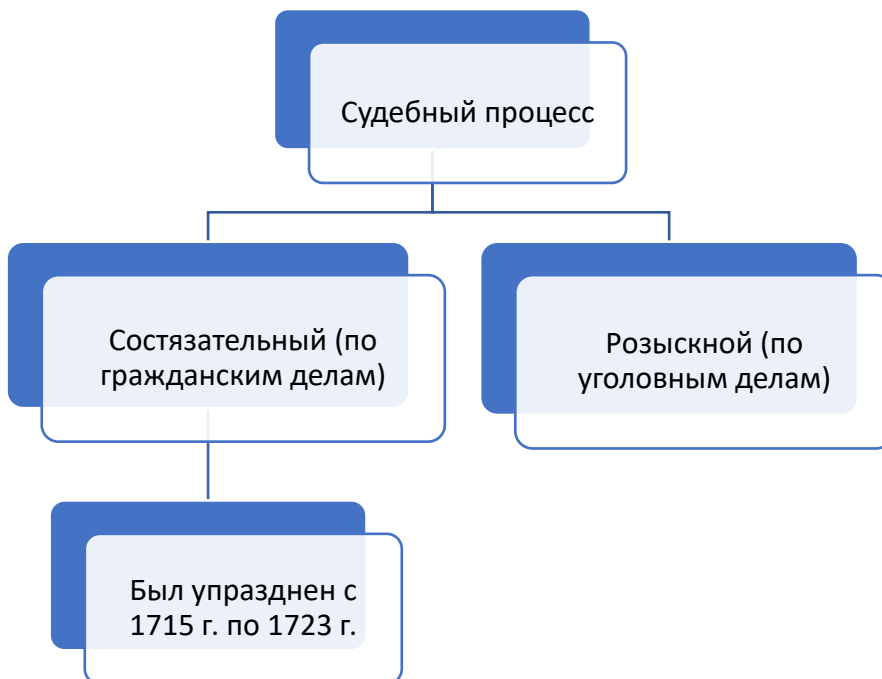 Судебный процесс
Состязательный (по
гражданским делам)
Розыскной (по
уголовным делам)
Был упразднен с
1715 г. по 1723 г.